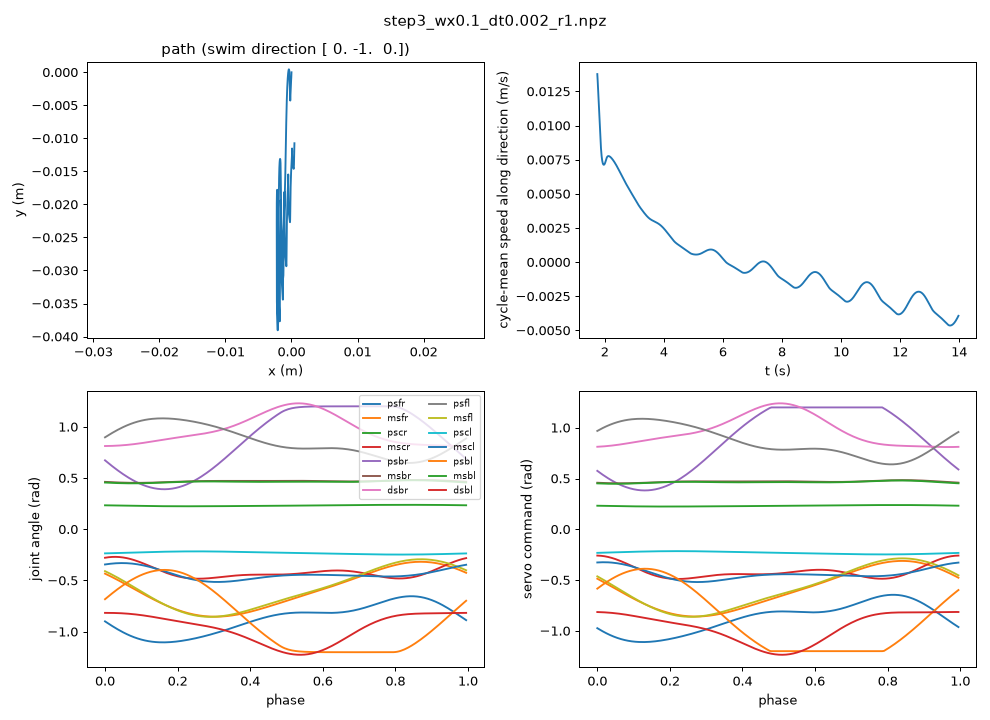 step3_wx0.1_dt0.002_r1.npz
path (swim direction [ 0. -1.  0.])
0.000
−0.005
−0.010
−0.015
−0.020
−0.025
−0.030
−0.035
−0.040
y (m)
−0.03
−0.02
−0.01
0.00
0.01
0.02
x (m)
0.0125
0.0100
0.0075
0.0050
0.0025
0.0000
−0.0025
−0.0050
cycle-mean speed along direction (m/s)
2
4
6
8
10
12
14
t (s)
1.0
0.5
0.0
−0.5
−1.0
joint angle (rad)
0.0
0.2
0.4
0.6
0.8
1.0
phase
psfr
msfr
pscr
mscr
psbr
msbr
dsbr
psfl
msfl
pscl
mscl
psbl
msbl
dsbl
1.0
0.5
0.0
−0.5
−1.0
servo command (rad)
0.0
0.2
0.4
0.6
0.8
1.0
phase